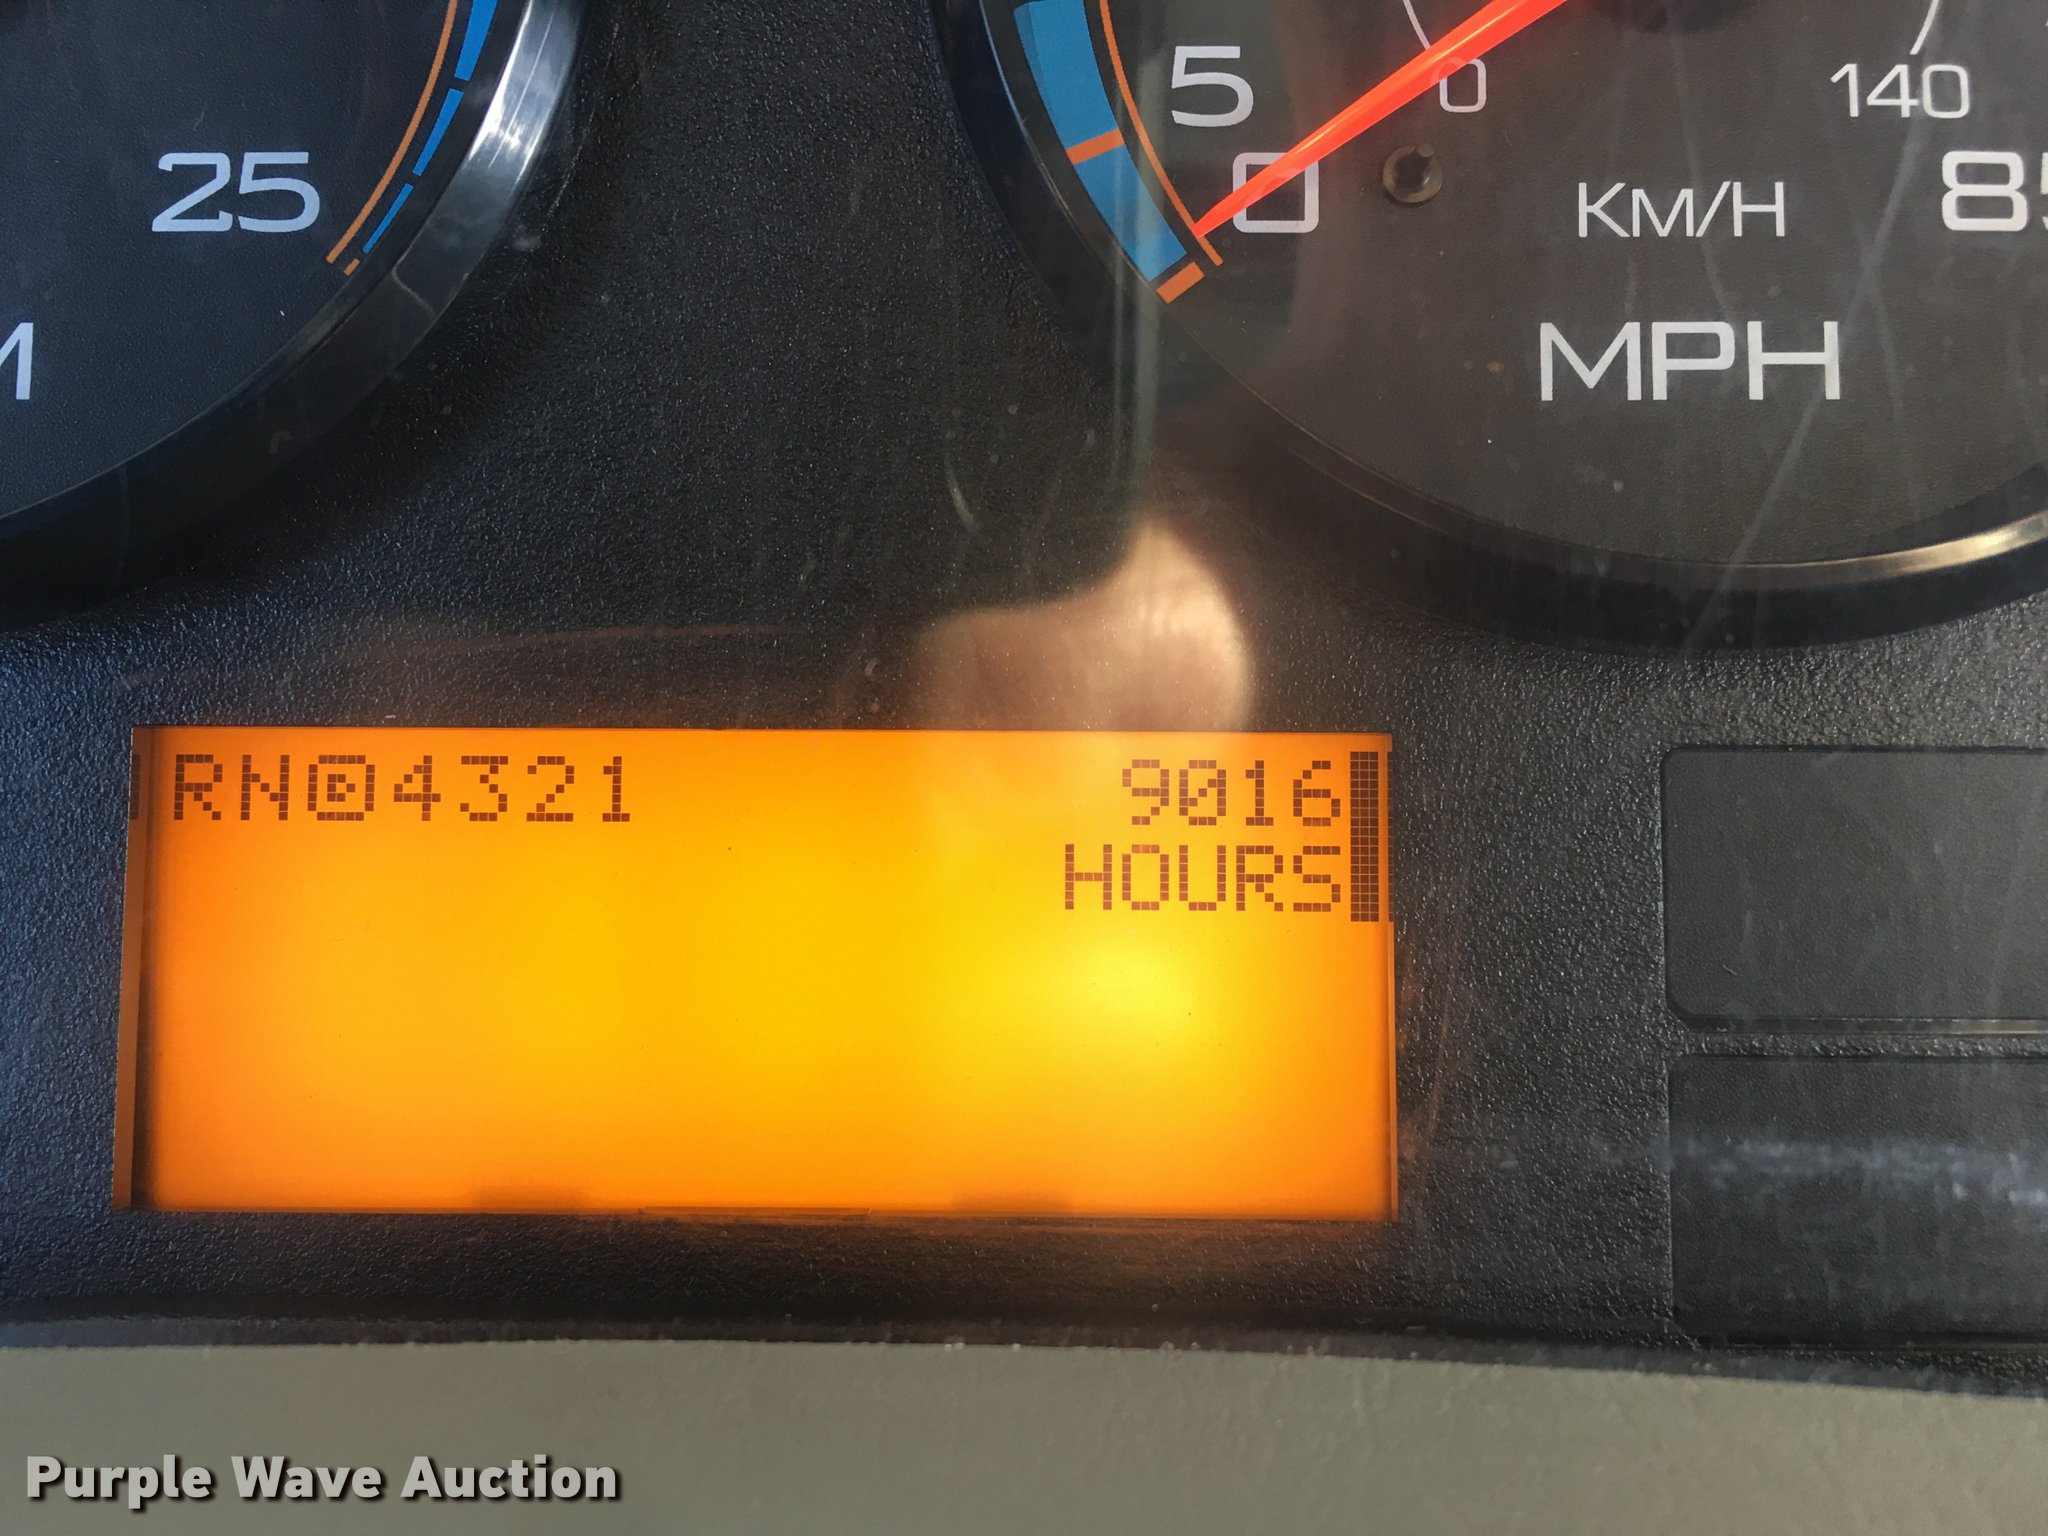 25
M
5
0
0
140
KM/H
85
MPH
RN 4321
9016
HOURS
Purple Wave Auction